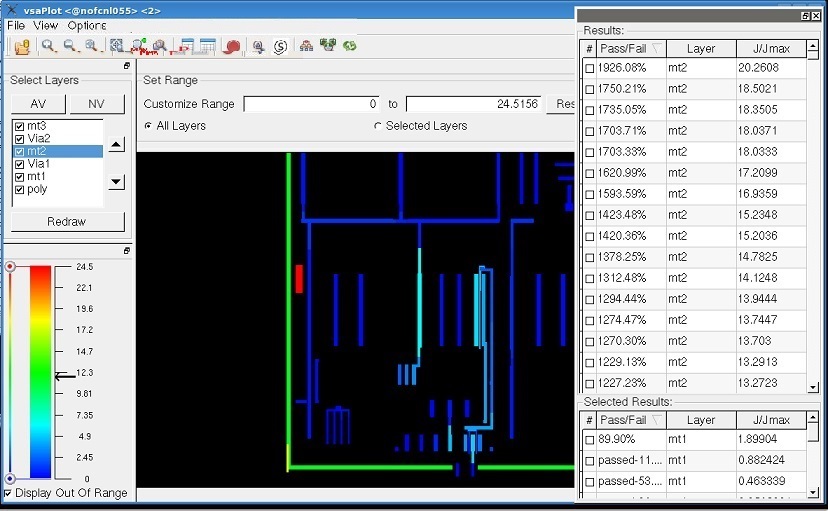 vsaPlot <@nofcnl055> <2>
File View Options
Select Layers
AV NV
mt3
Via2
mt2
Via1
mt1
poly
Redraw
24.5
22.1
19.6
17.2
14.7
12.3
9.81
7.35
4.9
2.45
0
Display Out Of Range
Set Range
Customize Range 0 to 24.5156 Res
All Layers Selected Layers
Results:
# Pass/Fail Layer J/Jmax
1926.08% mt2 20.2608
1750.21% mt2 18.5021
1735.05% mt2 18.3505
1703.71% mt2 18.0371
1703.33% mt2 18.0333
1620.99% mt2 17.2099
1593.59% mt2 16.9359
1423.48% mt2 15.2348
1420.36% mt2 15.2036
1378.25% mt2 14.7825
1312.48% mt2 14.1248
1294.44% mt2 13.9444
1274.47% mt2 13.7447
1270.30% mt2 13.703
1229.13% mt2 13.2913
1227.23% mt2 13.2723
Selected Results:
# Pass/Fail Layer J/Jmax
89.90% mt1 1.89904
passed-11.... mt1 0.882424
passed-53.... mt1 0.463339